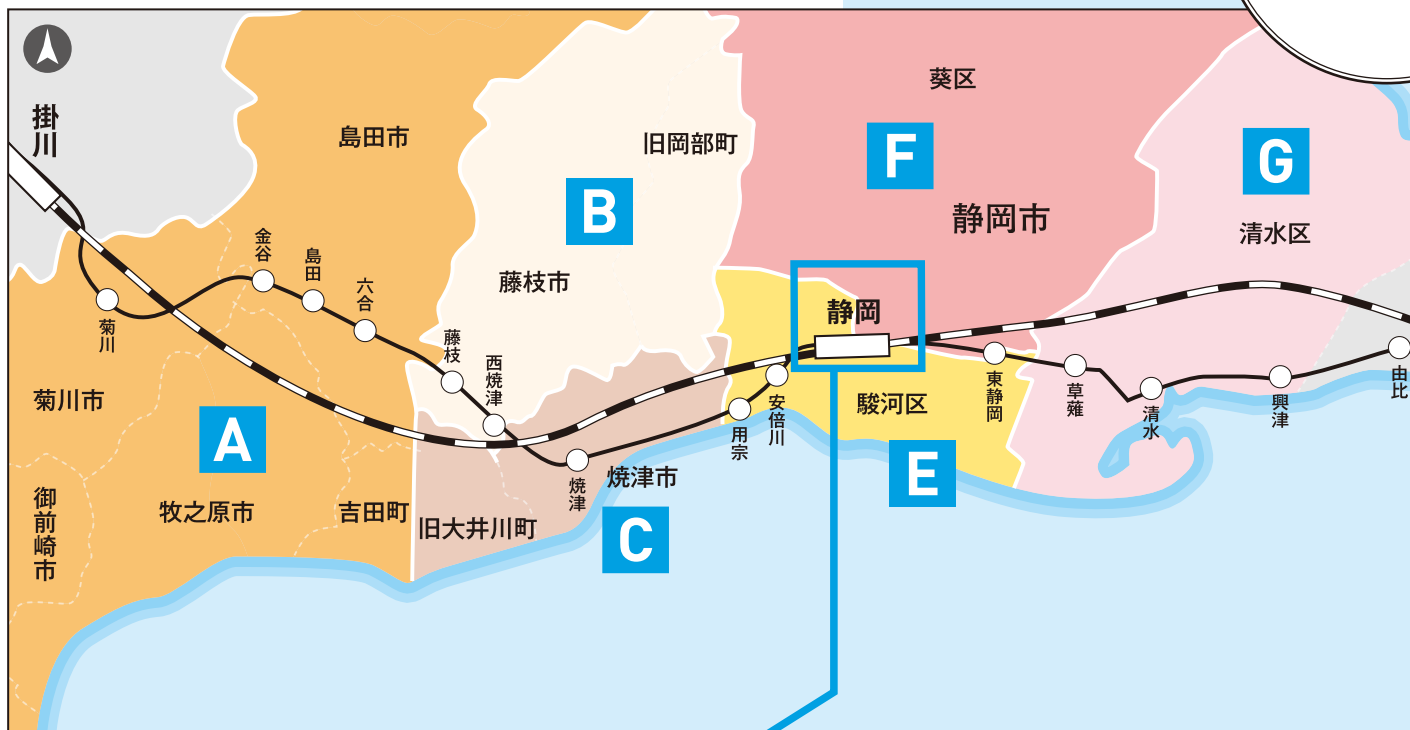 掛川
島田市
旧岡部町
葵区
F
G
B
静岡市
清水区
藤枝市
金谷
島田
六合
静岡
菊川
藤枝
西焼津
東静岡
草薙
清水
興津
由比
菊川市
A
安倍川
駿河区
用宗
E
焼津
焼津市
C
御前崎市
牧之原市
吉田町
旧大井川町